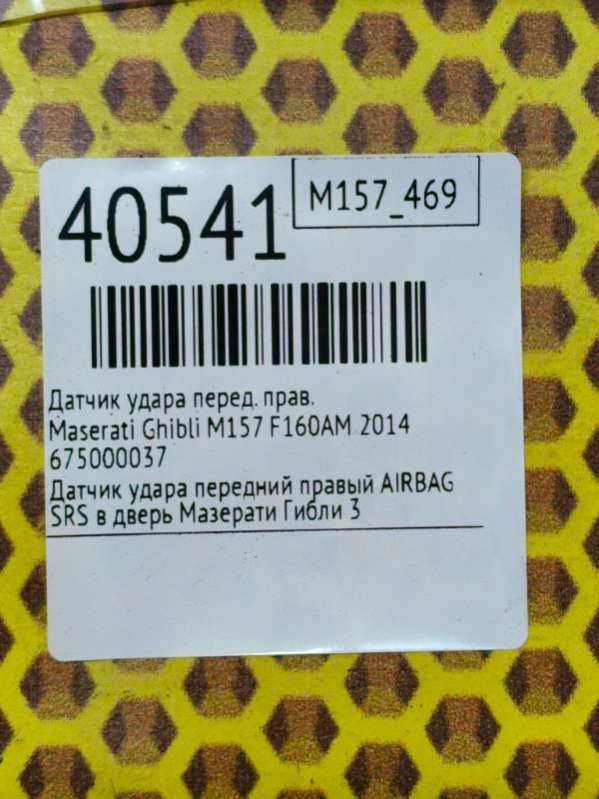 40541
M157_469
Датчик удара перед. прав.
Maserati Ghibli M157 F160AM 2014
675000037
Датчик удара передний правый AIRBAG
SRS в дверь Мазерати Гибли 3